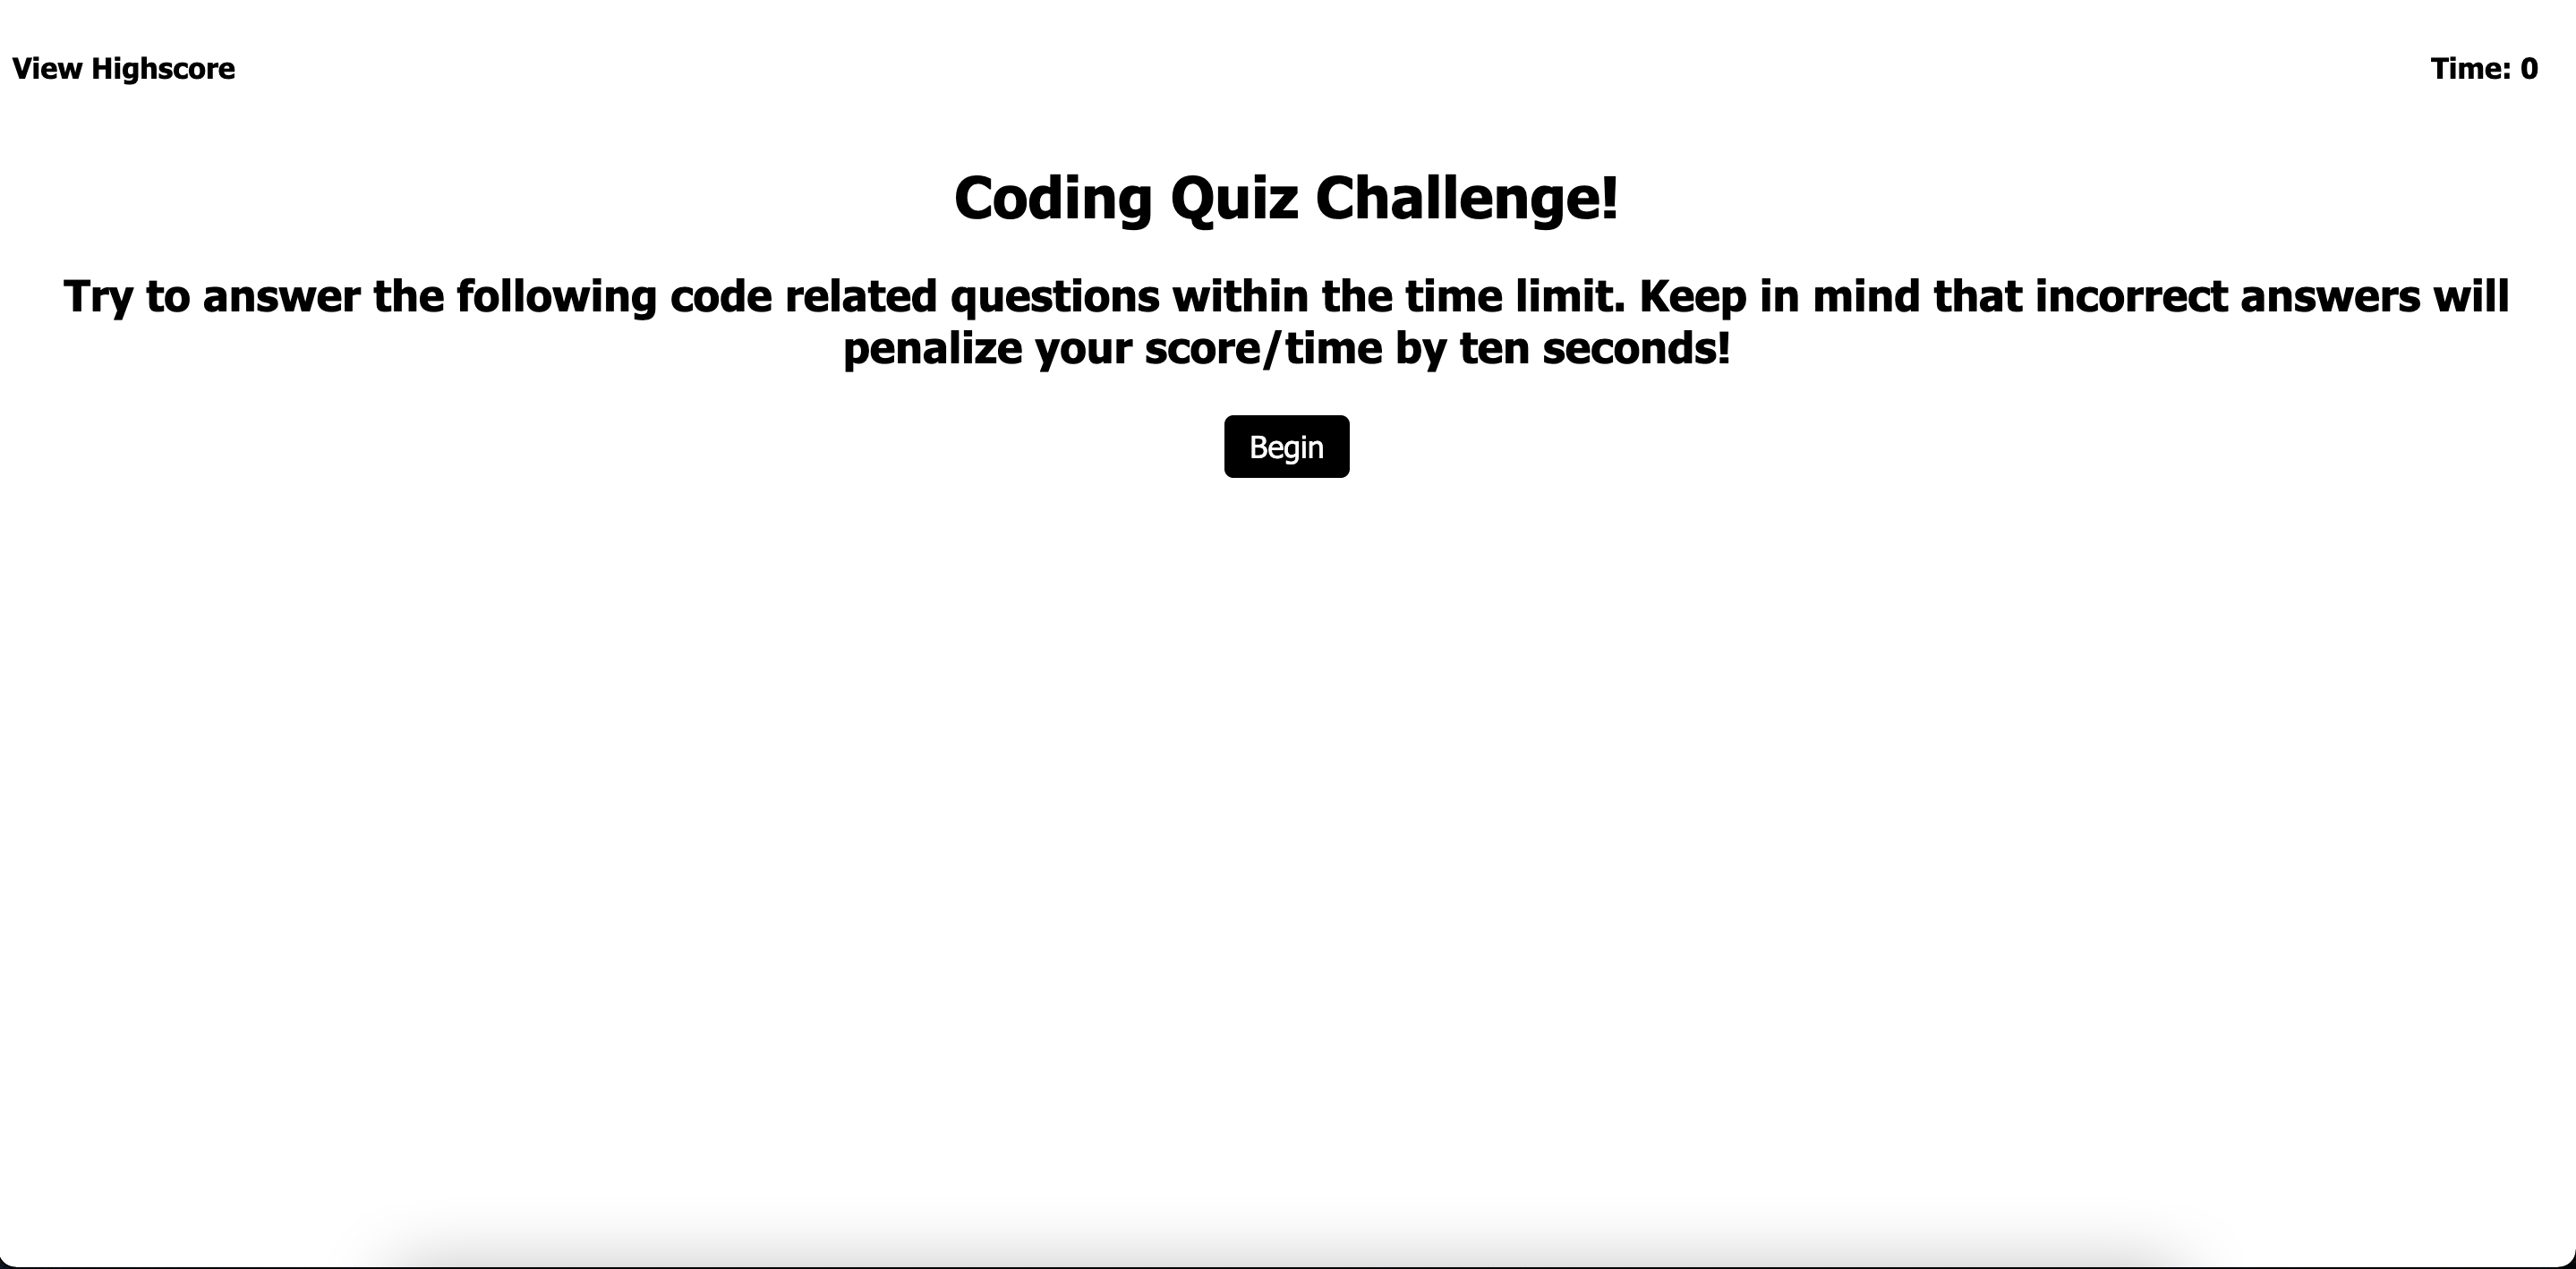 View Highscore
Time: 0
Coding Quiz Challenge!
Try to answer the following code related questions within the time limit. Keep in mind that incorrect answers will
penalize your score/time by ten seconds!
Begin